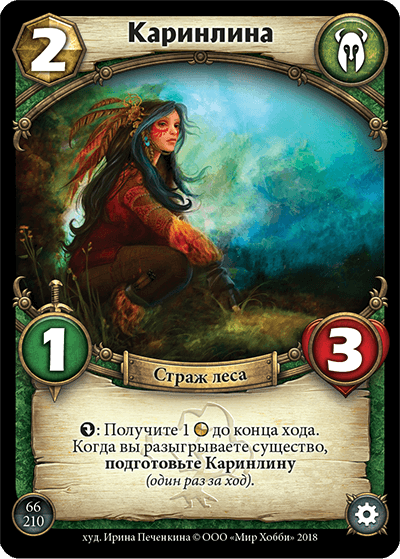 2
Каринлина
1
3
Страж леса
: Получите 1 до конца хода.
Когда вы разыгрываете существо,
подготовьте Каринлину
(один раз за ход).
66
210
худ. Ирина Печенкина © ООО «Мир Хобби» 2018